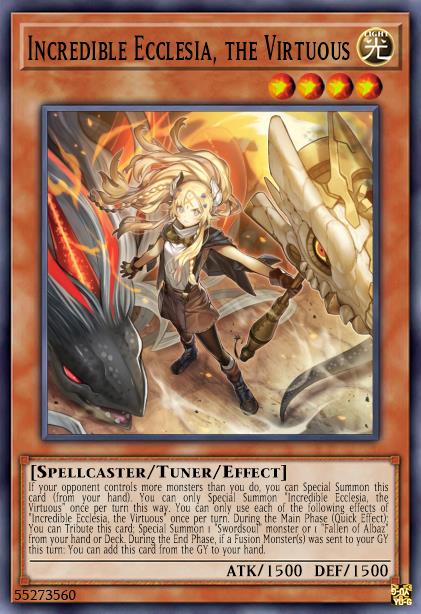 Incredible Ecclesia, the Virtuous
LIGHT
光
[Spellcaster/Tuner/Effect]
If your opponent controls more monsters than you do, you can Special Summon this
card (from your hand). You can only Special Summon "Incredible Ecclesia, the
Virtuous" once per turn this way. You can only use each of the following effects of
"Incredible Ecclesia, the Virtuous" once per turn. During the Main Phase (Quick Effect):
You can Tribute this card; Special Summon 1 "Swordsoul" monster or 1 "Fallen of Albaz"
from your hand or Deck. During the End Phase, if a Fusion Monster(s) was sent to your GY
this turn: You can add this card from the GY to your hand.
ATK/1500 DEF/1500
55273560